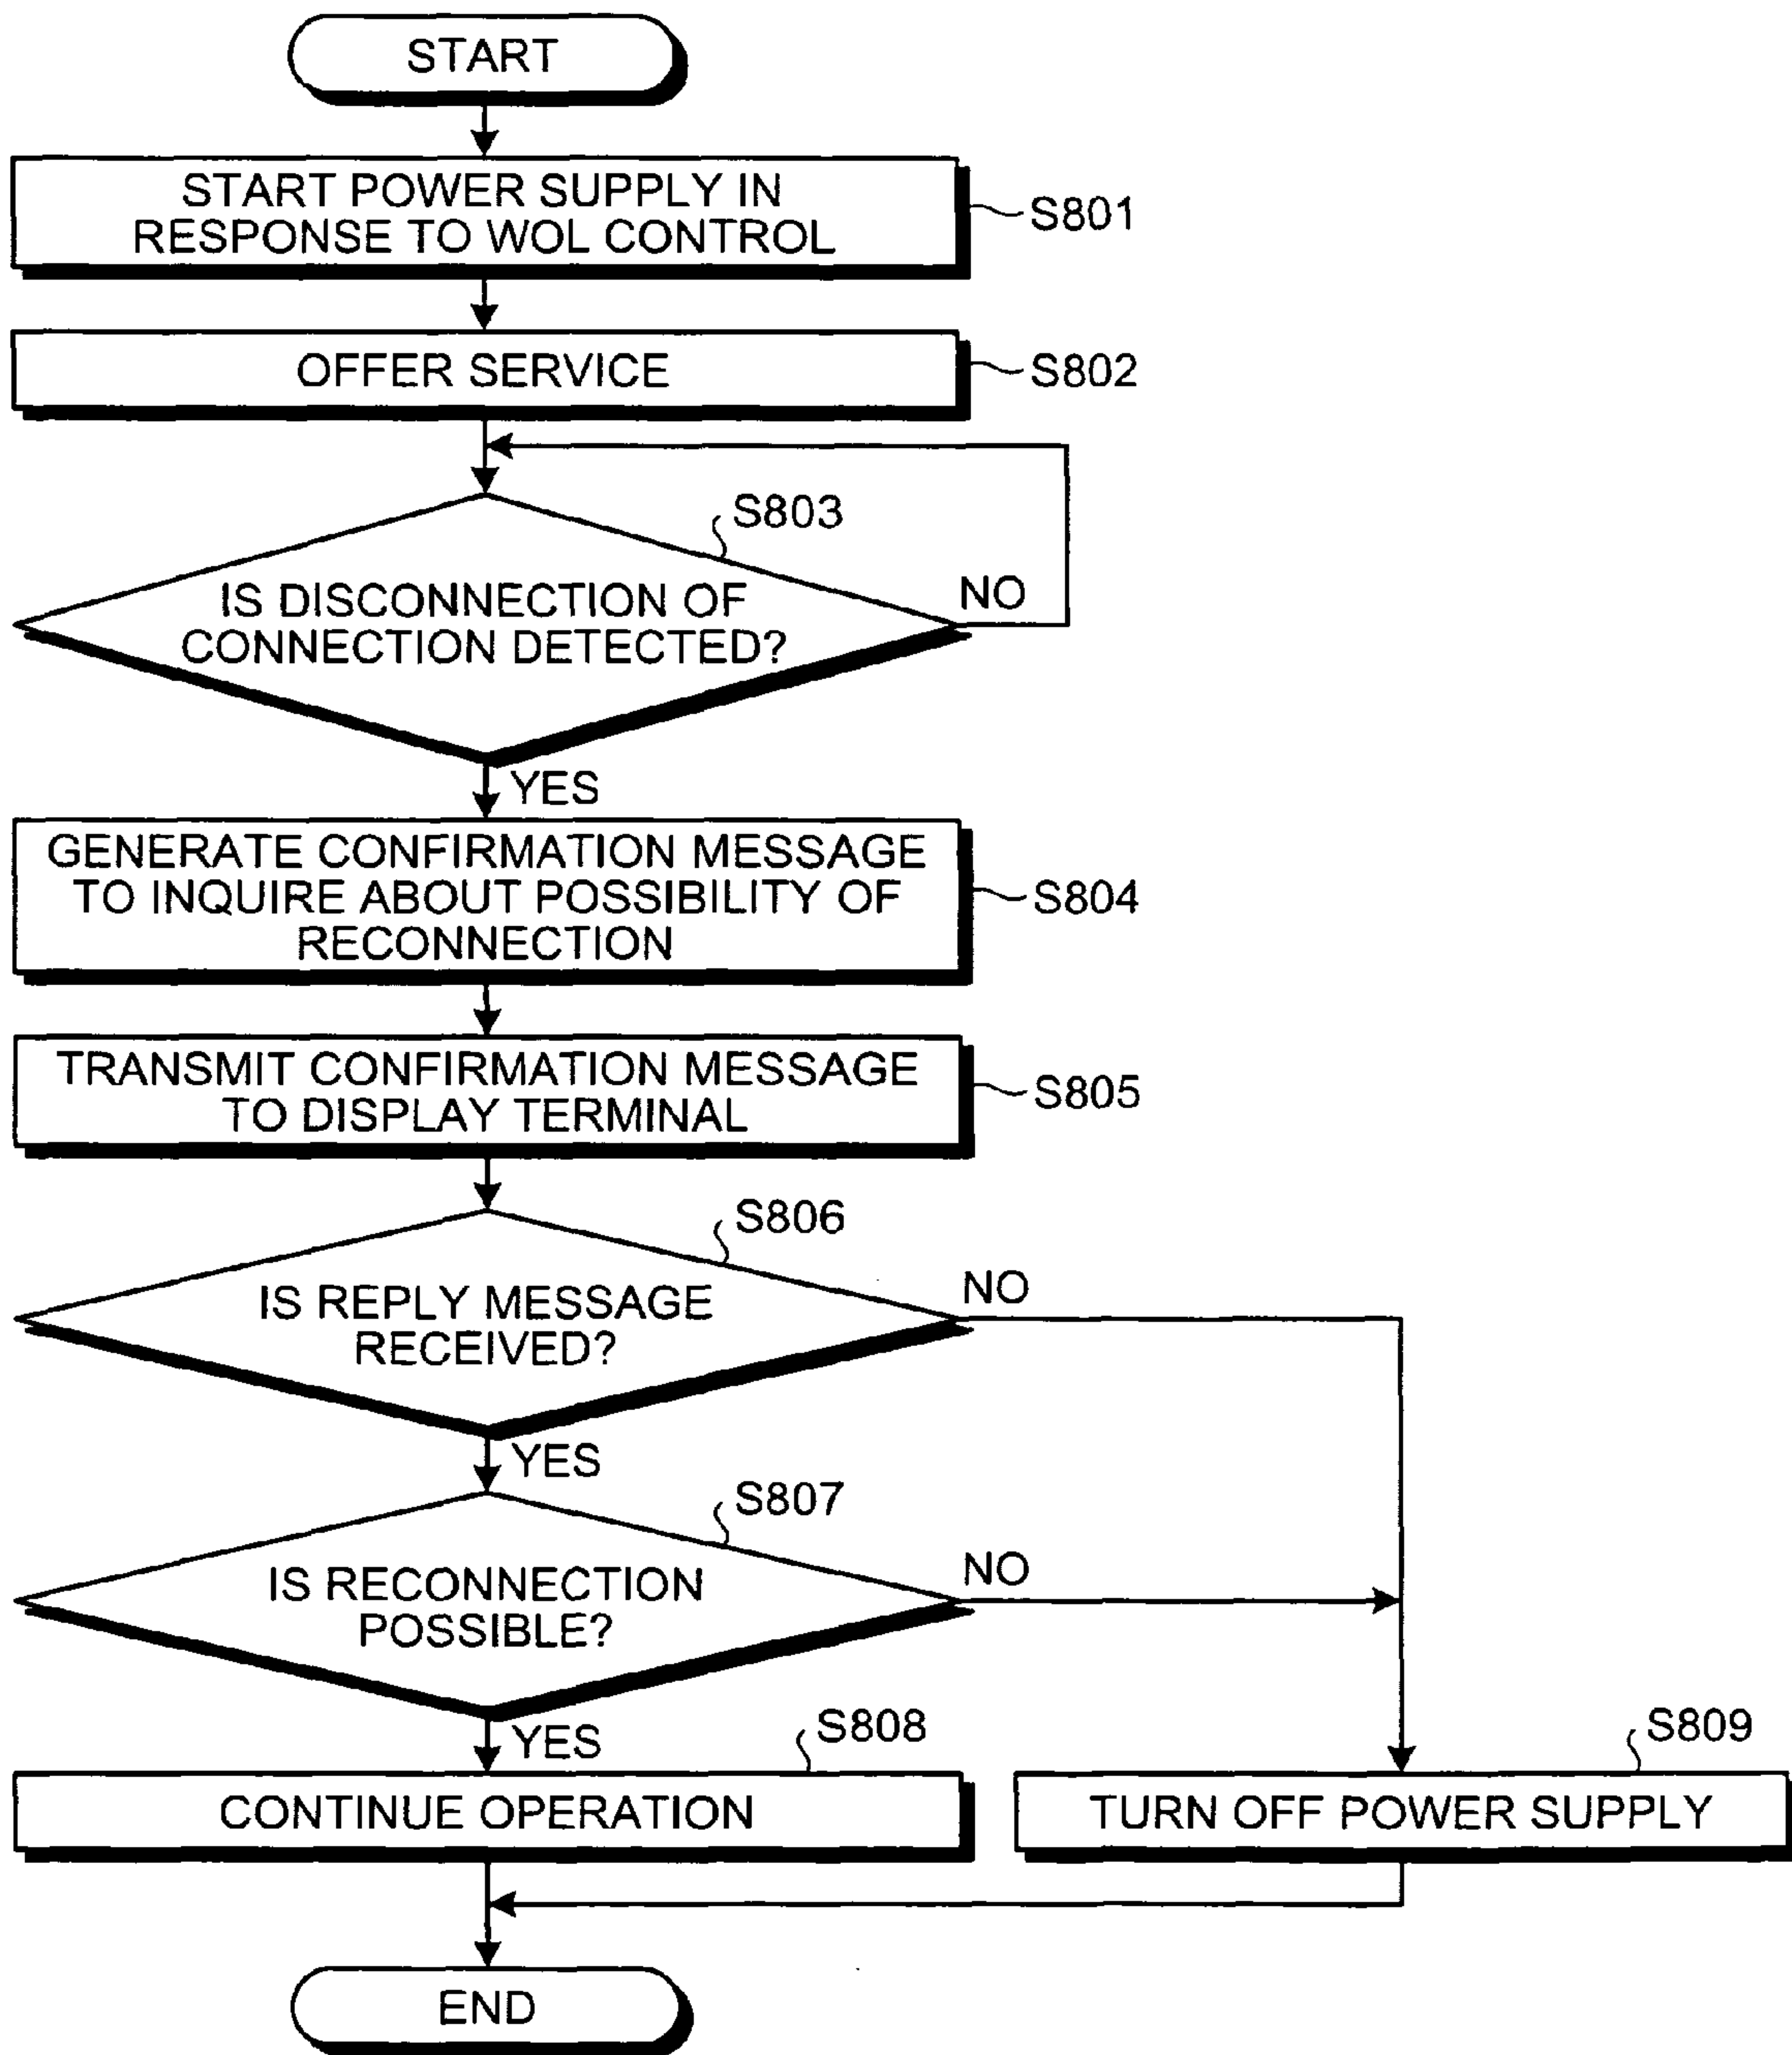 START
START POWER SUPPLY IN
RESPONSE TO WOL CONTROL
S801
OFFER SERVICE
S802
S803
IS DISCONNECTION OF
CONNECTION DETECTED?
NO
YES
GENERATE CONFIRMATION MESSAGE
TO INQUIRE ABOUT POSSIBILITY OF
RECONNECTION
S804
TRANSMIT CONFIRMATION MESSAGE
TO DISPLAY TERMINAL
S805
S806
IS REPLY MESSAGE
RECEIVED?
NO
YES
S807
IS RECONNECTION
POSSIBLE?
NO
YES
S808
CONTINUE OPERATION
S809
TURN OFF POWER SUPPLY
END